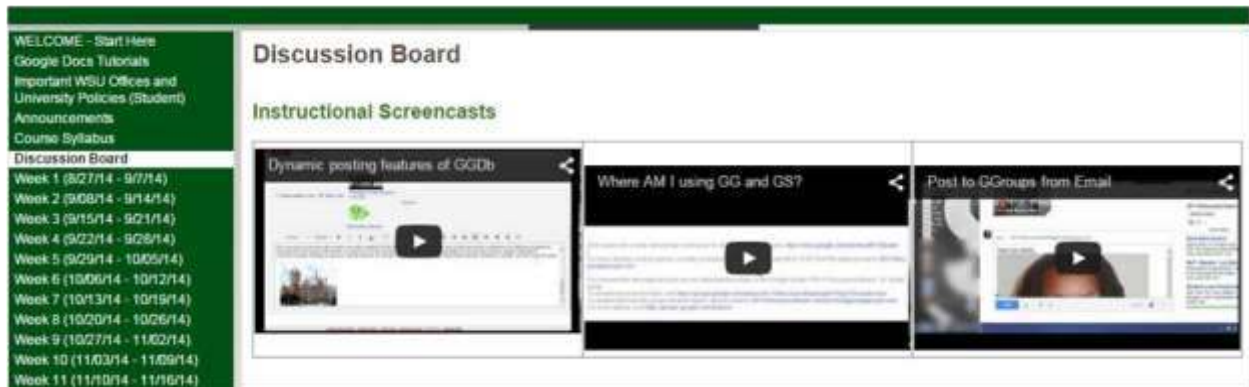 WELCOME - Start Here
Google Docs Tutorials
Important WSU Offices and
University Policies (Student)
Announcements
Course Syllabus
Discussion Board
Week 1 (8/27/14 - 9/7/14)
Week 2 (9/08/14 - 9/14/14)
Week 3 (9/15/14 - 9/21/14)
Week 4 (9/22/14 - 9/28/14)
Week 5 (9/29/14 - 10/05/14)
Week 6 (10/06/14 - 10/12/14)
Week 7 (10/13/14 - 10/19/14)
Week 8 (10/20/14 - 10/26/14)
Week 9 (10/27/14 - 11/02/14)
Week 10 (11/03/14 - 11/09/14)
Week 11 (11/10/14 - 11/16/14)
Discussion Board
Instructional Screencasts
Dynamic posting features of GGDb
Where AM I using GG and GS?
Post to GGroups from Email